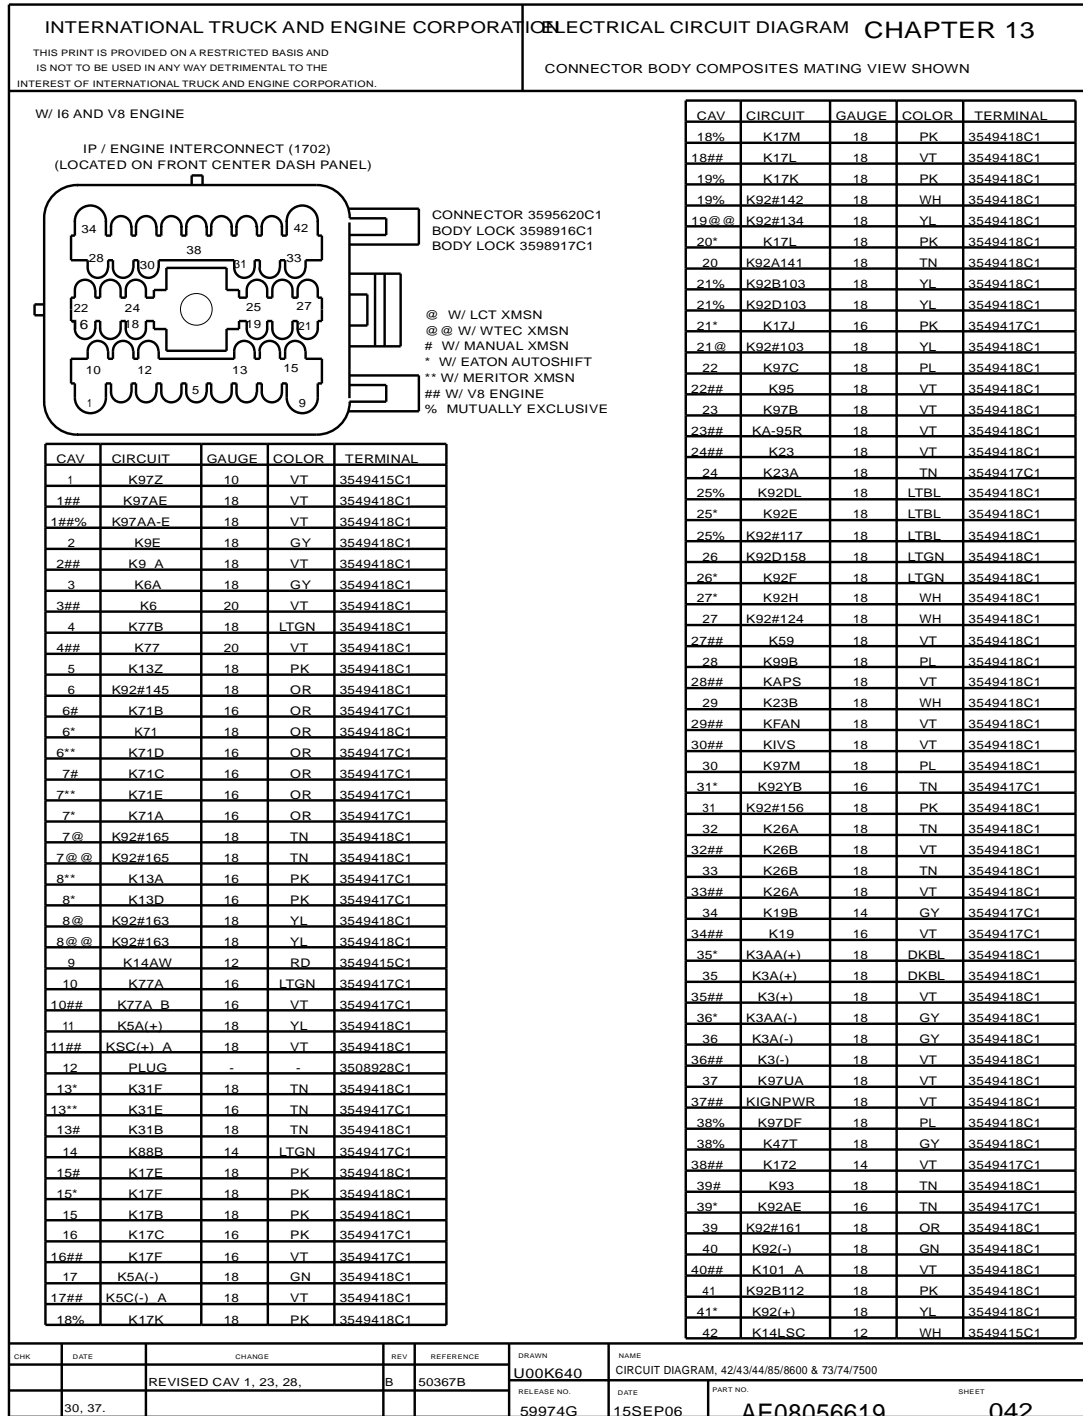 INTERNATIONAL TRUCK AND ENGINE CORPORATION
THIS PRINT IS PROVIDED ON A RESTRICTED BASIS AND
IS NOT TO BE USED IN ANY WAY DETRIMENTAL TO THE
INTEREST OF INTERNATIONAL TRUCK AND ENGINE CORPORATION.
ELECTRICAL CIRCUIT DIAGRAM CHAPTER 13
CONNECTOR BODY COMPOSITES MATING VIEW SHOWN
W/ I6 AND V8 ENGINE
IP / ENGINE INTERCONNECT (1702)
(LOCATED ON FRONT CENTER DASH PANEL)
34 42
38
28 30 31 33
22 24 25 27
6 18 19 21
10 12 13 15
1 5 9
CONNECTOR 3595620C1
BODY LOCK 3598916C1
BODY LOCK 3598917C1
@ W/ LCT XMSN
@@ W/ WTEC XMSN
# W/ MANUAL XMSN
* W/ EATON AUTOSHIFT
** W/ MERITOR XMSN
## W/ V8 ENGINE
% MUTUALLY EXCLUSIVE
CAV CIRCUIT GAUGE COLOR TERMINAL
1 K97Z 10 VT 3549415C1
1## K97AE 18 VT 3549418C1
1##% K97AA-E 18 VT 3549418C1
2 K9E 18 GY 3549418C1
2## K9_A 18 VT 3549418C1
3 K6A 18 GY 3549418C1
3## K6 20 VT 3549418C1
4 K77B 18 LTGN 3549418C1
4## K77 20 VT 3549418C1
5 K13Z 18 PK 3549418C1
6 K92#145 18 OR 3549418C1
6# K71B 16 OR 3549417C1
6* K71 18 OR 3549418C1
6** K71D 16 OR 3549417C1
7# K71C 16 OR 3549417C1
7** K71E 16 OR 3549417C1
7* K71A 16 OR 3549417C1
7@ K92#165 18 TN 3549418C1
7@@ K92#165 18 TN 3549418C1
8** K13A 16 PK 3549417C1
8* K13D 16 PK 3549417C1
8@ K92#163 18 YL 3549418C1
8@@ K92#163 18 YL 3549418C1
9 K14AW 12 RD 3549415C1
10 K77A 16 LTGN 3549417C1
10## K77A_B 16 VT 3549417C1
11 K5A(+) 18 YL 3549418C1
11## KSC(+)_A 18 VT 3549418C1
12 PLUG - - 3508928C1
13* K31F 18 TN 3549418C1
13** K31E 16 TN 3549417C1
13# K31B 18 TN 3549418C1
14 K88B 14 LTGN 3549417C1
15# K17E 18 PK 3549418C1
15* K17F 18 PK 3549418C1
15 K17B 18 PK 3549418C1
16 K17C 16 PK 3549417C1
16## K17F 16 VT 3549417C1
17 K5A(-) 18 GN 3549418C1
17## K5C(-)_A 18 VT 3549418C1
18% K17K 18 PK 3549418C1
CAV CIRCUIT GAUGE COLOR TERMINAL
18% K17M 18 PK 3549418C1
18## K17L 18 VT 3549418C1
19% K17K 18 PK 3549418C1
19% K92#142 18 WH 3549418C1
19@@ K92#134 18 YL 3549418C1
20* K17L 18 PK 3549418C1
20 K92A141 18 TN 3549418C1
21% K92B103 18 YL 3549418C1
21% K92D103 18 YL 3549418C1
21* K17J 16 PK 3549417C1
21@ K92#103 18 YL 3549418C1
22 K97C 18 PL 3549418C1
22## K95 18 VT 3549418C1
23 K97B 18 VT 3549418C1
23## KA-95R 18 VT 3549418C1
24## K23 18 VT 3549418C1
24 K23A 18 TN 3549417C1
25% K92DL 18 LTBL 3549418C1
25* K92E 18 LTBL 3549418C1
25% K92#117 18 LTBL 3549418C1
26 K92D158 18 LTGN 3549418C1
26* K92F 18 LTGN 3549418C1
27* K92H 18 WH 3549418C1
27 K92#124 18 WH 3549418C1
27## K59 18 VT 3549418C1
28 K99B 18 PL 3549418C1
28## KAPS 18 VT 3549418C1
29 K23B 18 WH 3549418C1
29## KFAN 18 VT 3549418C1
30## KIVS 18 VT 3549418C1
30 K97M 18 PL 3549418C1
31* K92YB 16 TN 3549417C1
31 K92#156 18 PK 3549418C1
32 K26A 18 TN 3549418C1
32## K26B 18 VT 3549418C1
33 K26B 18 TN 3549418C1
33## K26A 18 VT 3549418C1
34 K19B 14 GY 3549417C1
34## K19 16 VT 3549417C1
35* K3AA(+) 18 DKBL 3549418C1
35 K3A(+) 18 DKBL 3549418C1
35## K3(+) 18 VT 3549418C1
36* K3AA(-) 18 GY 3549418C1
36 K3A(-) 18 GY 3549418C1
36## K3(-) 18 VT 3549418C1
37 K97UA 18 VT 3549418C1
37## KIGNPWR 18 VT 3549418C1
38% K97DF 18 PL 3549418C1
38% K47T 18 GY 3549418C1
38## K172 14 VT 3549417C1
39# K93 18 TN 3549418C1
39* K92AE 16 TN 3549417C1
39 K92#161 18 OR 3549418C1
40 K92(-) 18 GN 3549418C1
40## K101_A 18 VT 3549418C1
41 K92B112 18 PK 3549418C1
41* K92(+) 18 YL 3549418C1
42 K14LSC 12 WH 3549415C1
CHK DATE CHANGE REV REFERENCE
REVISED CAV 1, 23, 28, B 50367B
30, 37.
DRAWN
U00K640
NAME
CIRCUIT DIAGRAM, 42/43/44/85/8600 & 73/74/7500
RELEASE NO.
59974G
DATE
15SEP06
PART NO.
AE08056619
SHEET
042